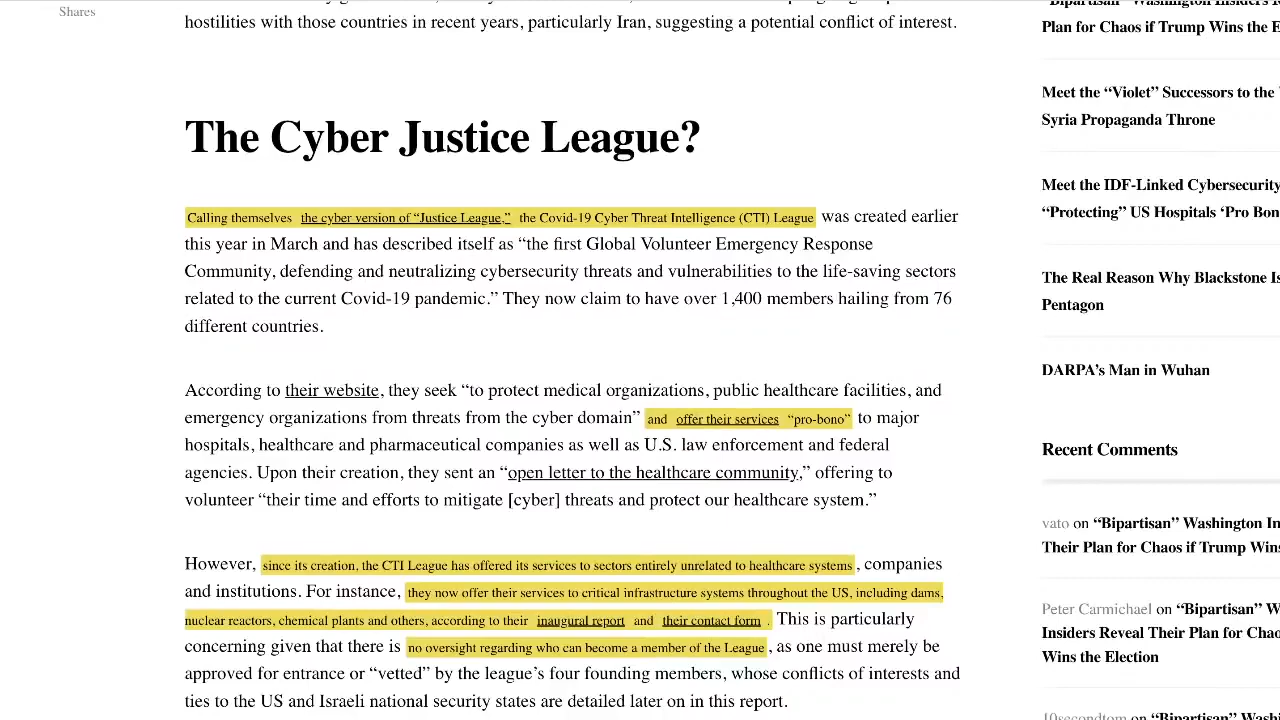 Shares
hostilities with those countries in recent years, particularly Iran, suggesting a potential conflict of interest.
The Cyber Justice League?
Calling themselves the cyber version of “Justice League,” the Covid-19 Cyber Threat Intelligence (CTI) League was created earlier
this year in March and has described itself as “the first Global Volunteer Emergency Response
Community, defending and neutralizing cybersecurity threats and vulnerabilities to the life-saving sectors
related to the current Covid-19 pandemic.” They now claim to have over 1,400 members hailing from 76
different countries.
According to their website, they seek “to protect medical organizations, public healthcare facilities, and
emergency organizations from threats from the cyber domain” and offer their services “pro-bono” to major
hospitals, healthcare and pharmaceutical companies as well as U.S. law enforcement and federal
agencies. Upon their creation, they sent an “open letter to the healthcare community,” offering to
volunteer “their time and efforts to mitigate [cyber] threats and protect our healthcare system.”
However, since its creation, the CTI League has offered its services to sectors entirely unrelated to healthcare systems, companies
and institutions. For instance, they now offer their services to critical infrastructure systems throughout the US, including dams,
nuclear reactors, chemical plants and others, according to their inaugural report and their contact form . This is particularly
concerning given that there is no oversight regarding who can become a member of the League, as one must merely be
approved for entrance or “vetted” by the league’s four founding members, whose conflicts of interests and
ties to the US and Israeli national security states are detailed later on in this report.
“Bipartisan” Washington Insiders
Plan for Chaos if Trump Wins the E
Meet the “Violet” Successors to the
Syria Propaganda Throne
Meet the IDF-Linked Cybersecurity
“Protecting” US Hospitals ‘Pro Bon
The Real Reason Why Blackstone Is
Pentagon
DARPA’s Man in Wuhan
Recent Comments
vato on “Bipartisan” Washington In
Their Plan for Chaos if Trump Wins
Peter Carmichael on “Bipartisan” W
Insiders Reveal Their Plan for Chao
Wins the Election
10secondtom on “Bipartisan” Washi